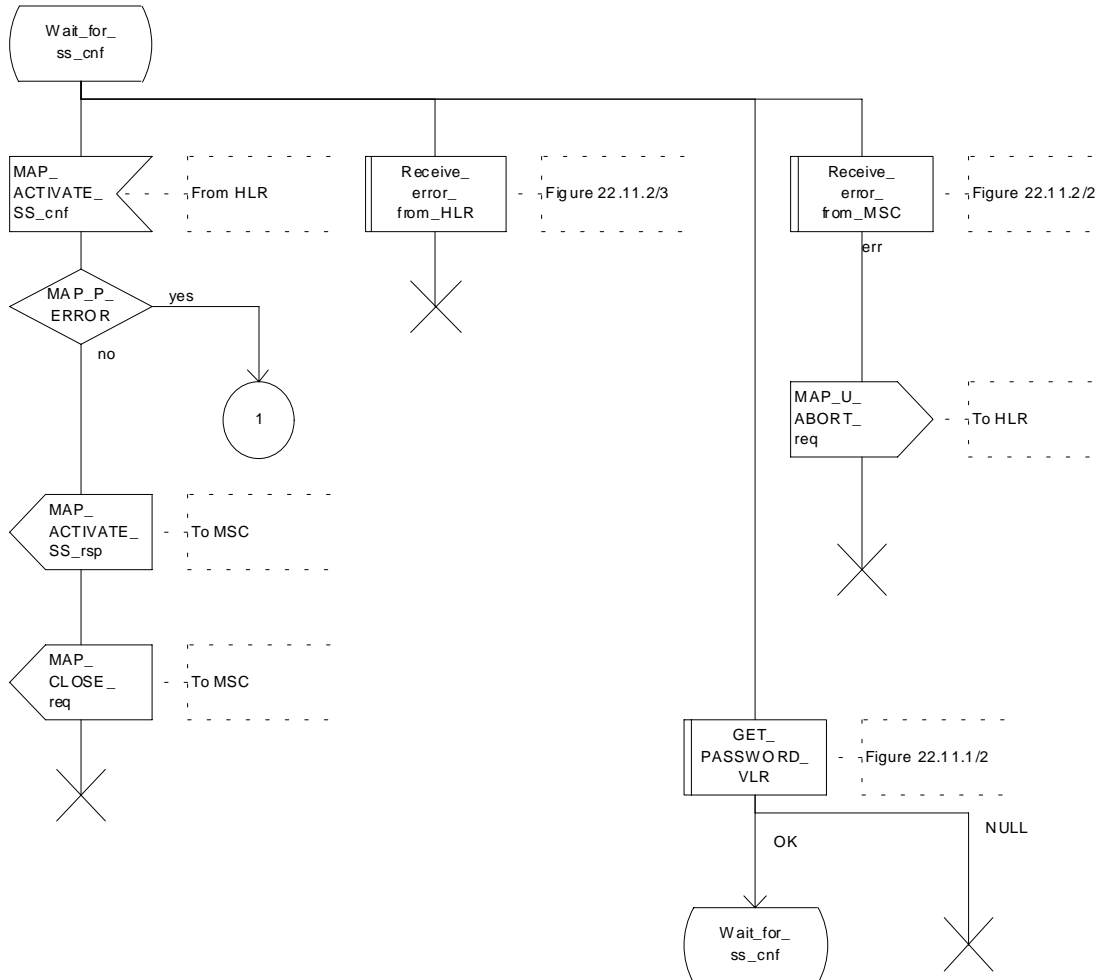 Wait_for_
ss_cnf
MAP_
ACTIVATE_
SS_cnf
From HLR
Receive_
error_
from_HLR
Figure 22.11.2/3
Receive_
error_
from_MSC
Figure 22.11.2/2
err
MAP_P_
ERROR
yes
no
1
MAP_U_
ABORT_
req
To HLR
MAP_
ACTIVATE_
SS_rsp
To MSC
MAP_
CLOSE_
req
To MSC
GET_
PASSWORD_
VLR
Figure 22.11.1/2
OK
NULL
Wait_for_
ss_cnf